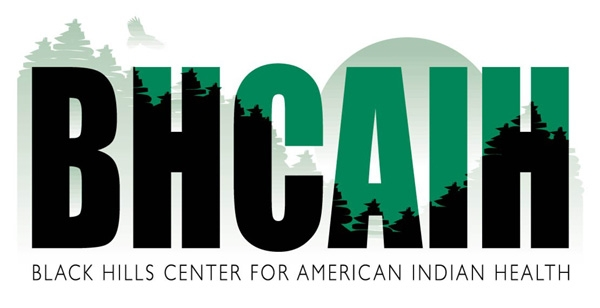 BHCAIH
BLACK HILLS CENTER FOR AMERICAN INDIAN HEALTH